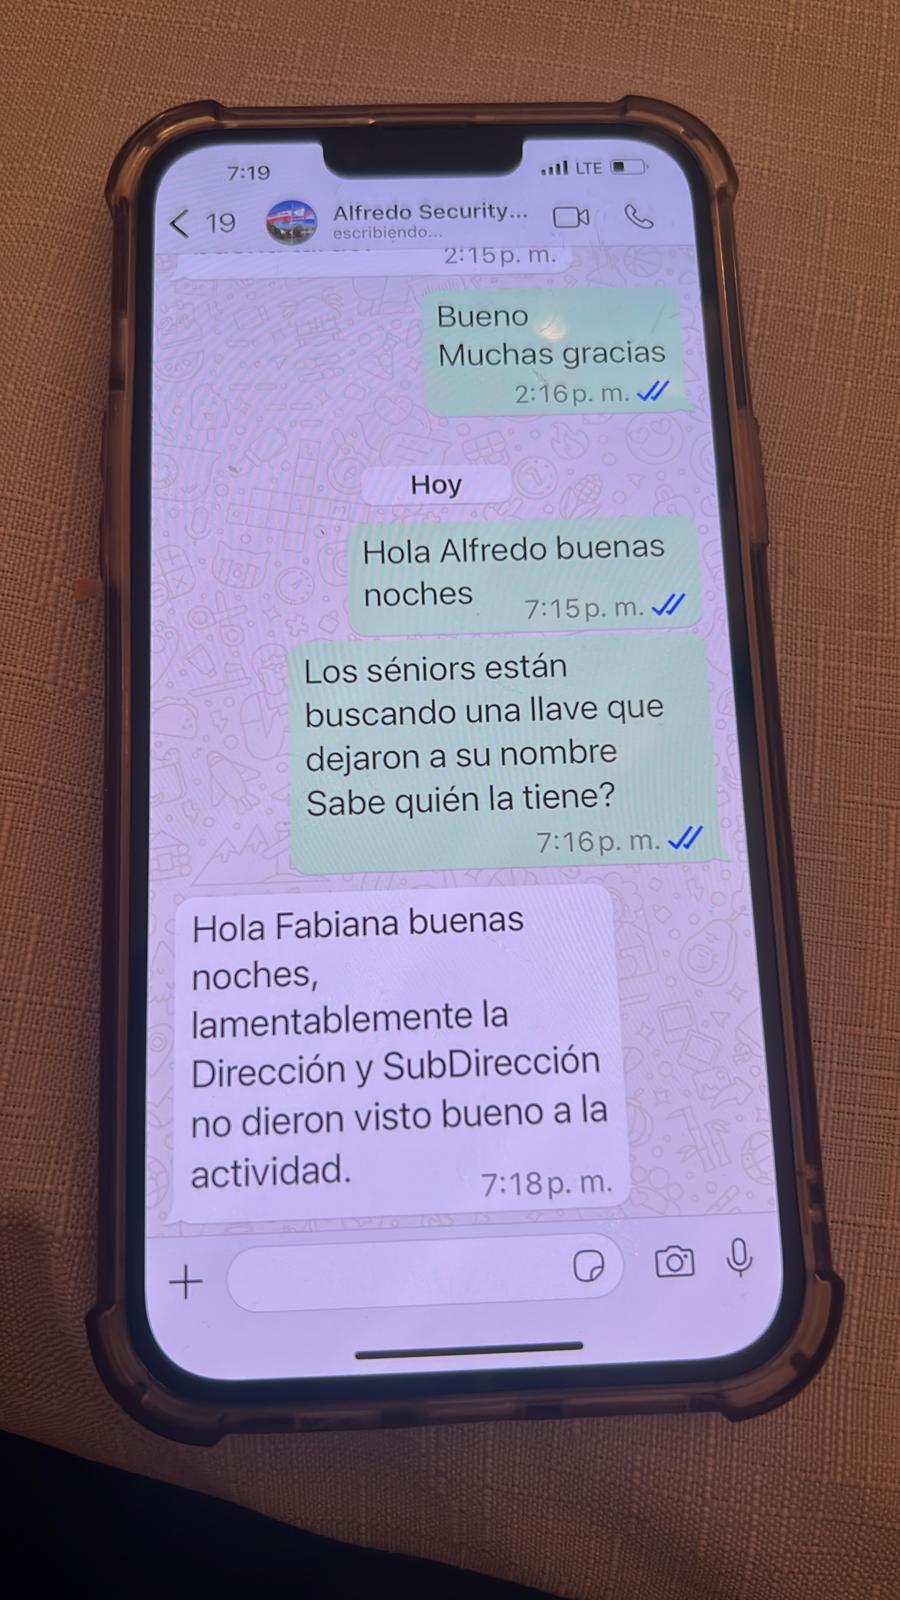 7:19
LTE
19
Alfredo Security...
escribiendo...
2:15 p. m.
Bueno
Muchas gracias
2:16 p. m.
Hoy
Hola Alfredo buenas
noches
7:15 p. m.
Los séniors están
buscando una llave que
dejaron a su nombre
Sabe quién la tiene?
7:16 p. m.
Hola Fabiana buenas
noches,
lamentablemente la
Dirección y SubDirección
no dieron visto bueno a la
actividad.
7:18 p. m.